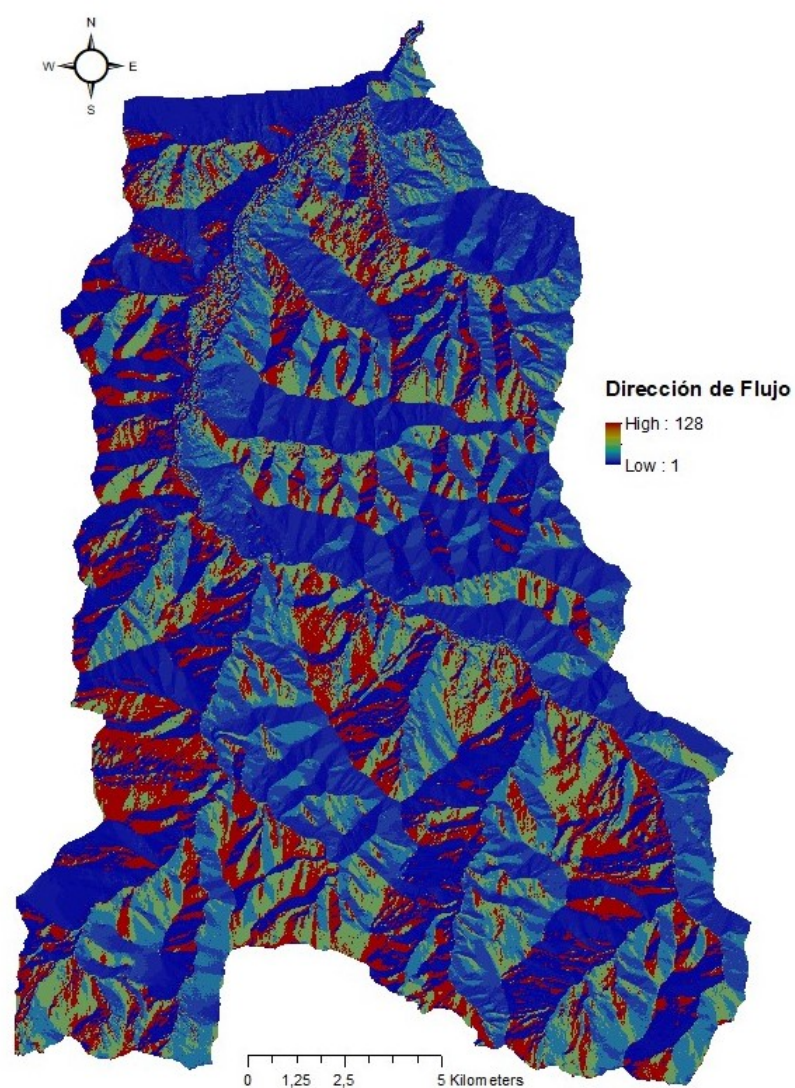 N
W E
S
Dirección de Flujo
High : 128
Low : 1
0 1,25 2,5 5 Kilometers